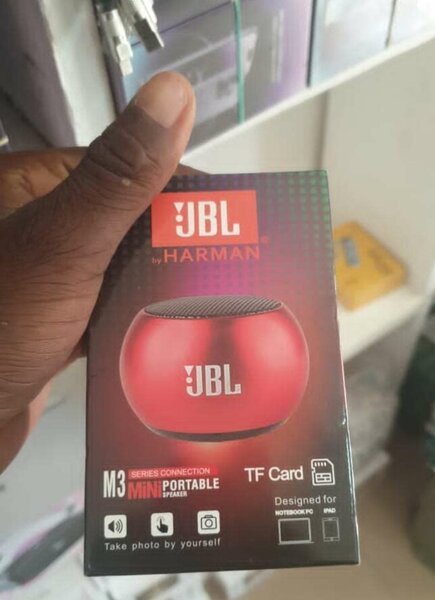 JBL
by HARMAN®
JBL
M3 SERIES CONNECTION
MiNi PORTABLE
SPEAKER
TF Card
Take photo by yourself
Designed for
NOTEBOOK PC IPAD